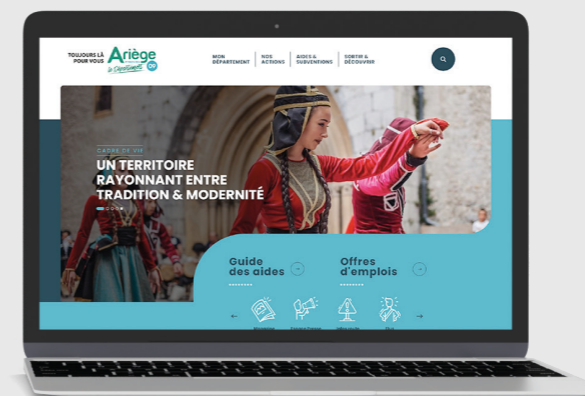 TOUJOURS LÀ
POUR VOUS
Ariège
le Département
09
MON
DÉPARTEMENT
NOS
ACTIONS
AIDES &
SUBVENTIONS
SORTIR &
DÉCOUVRIR
CADRE DE VIE
UN TERRITOIRE
RAYONNANT ENTRE
TRADITION & MODERNITÉ
Guide
des aides
Offres
d'emplois